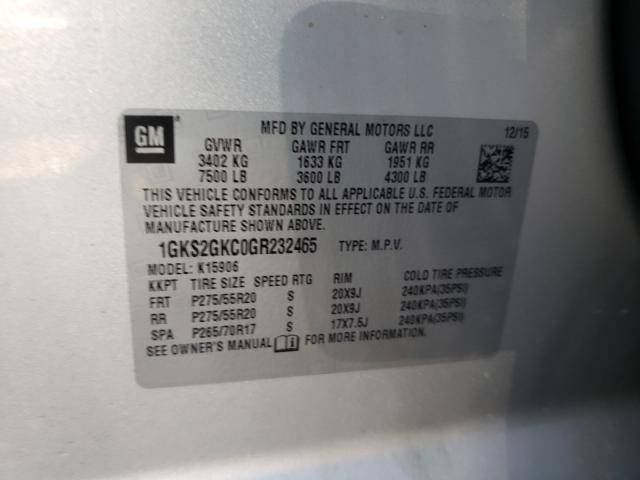 GM
MFD BY GENERAL MOTORS LLC 12/15
GVWR GAWR FRT GAWR RR
3402 KG 1633 KG 1951 KG
7500 LB 3600 LB 4300 LB
THIS VEHICLE CONFORMS TO ALL APPLICABLE U.S. FEDERAL MOTOR
VEHICLE SAFETY STANDARDS IN EFFECT ON THE DATE OF
MANUFACTURE SHOWN ABOVE.
1GKS2GKC0GR232465 TYPE: M.P.V.
MODEL: K15906
KKPT TIRE SIZE SPEED RTG RIM COLD TIRE PRESSURE
FRT P275/55R20 S 20X9J 240KPA(35PSI)
RR P275/55R20 S 20X9J 240KPA(35PSI)
SPA P265/70R17 S 17X7.5J 240KPA(35PSI)
SEE OWNER'S MANUAL FOR MORE INFORMATION.